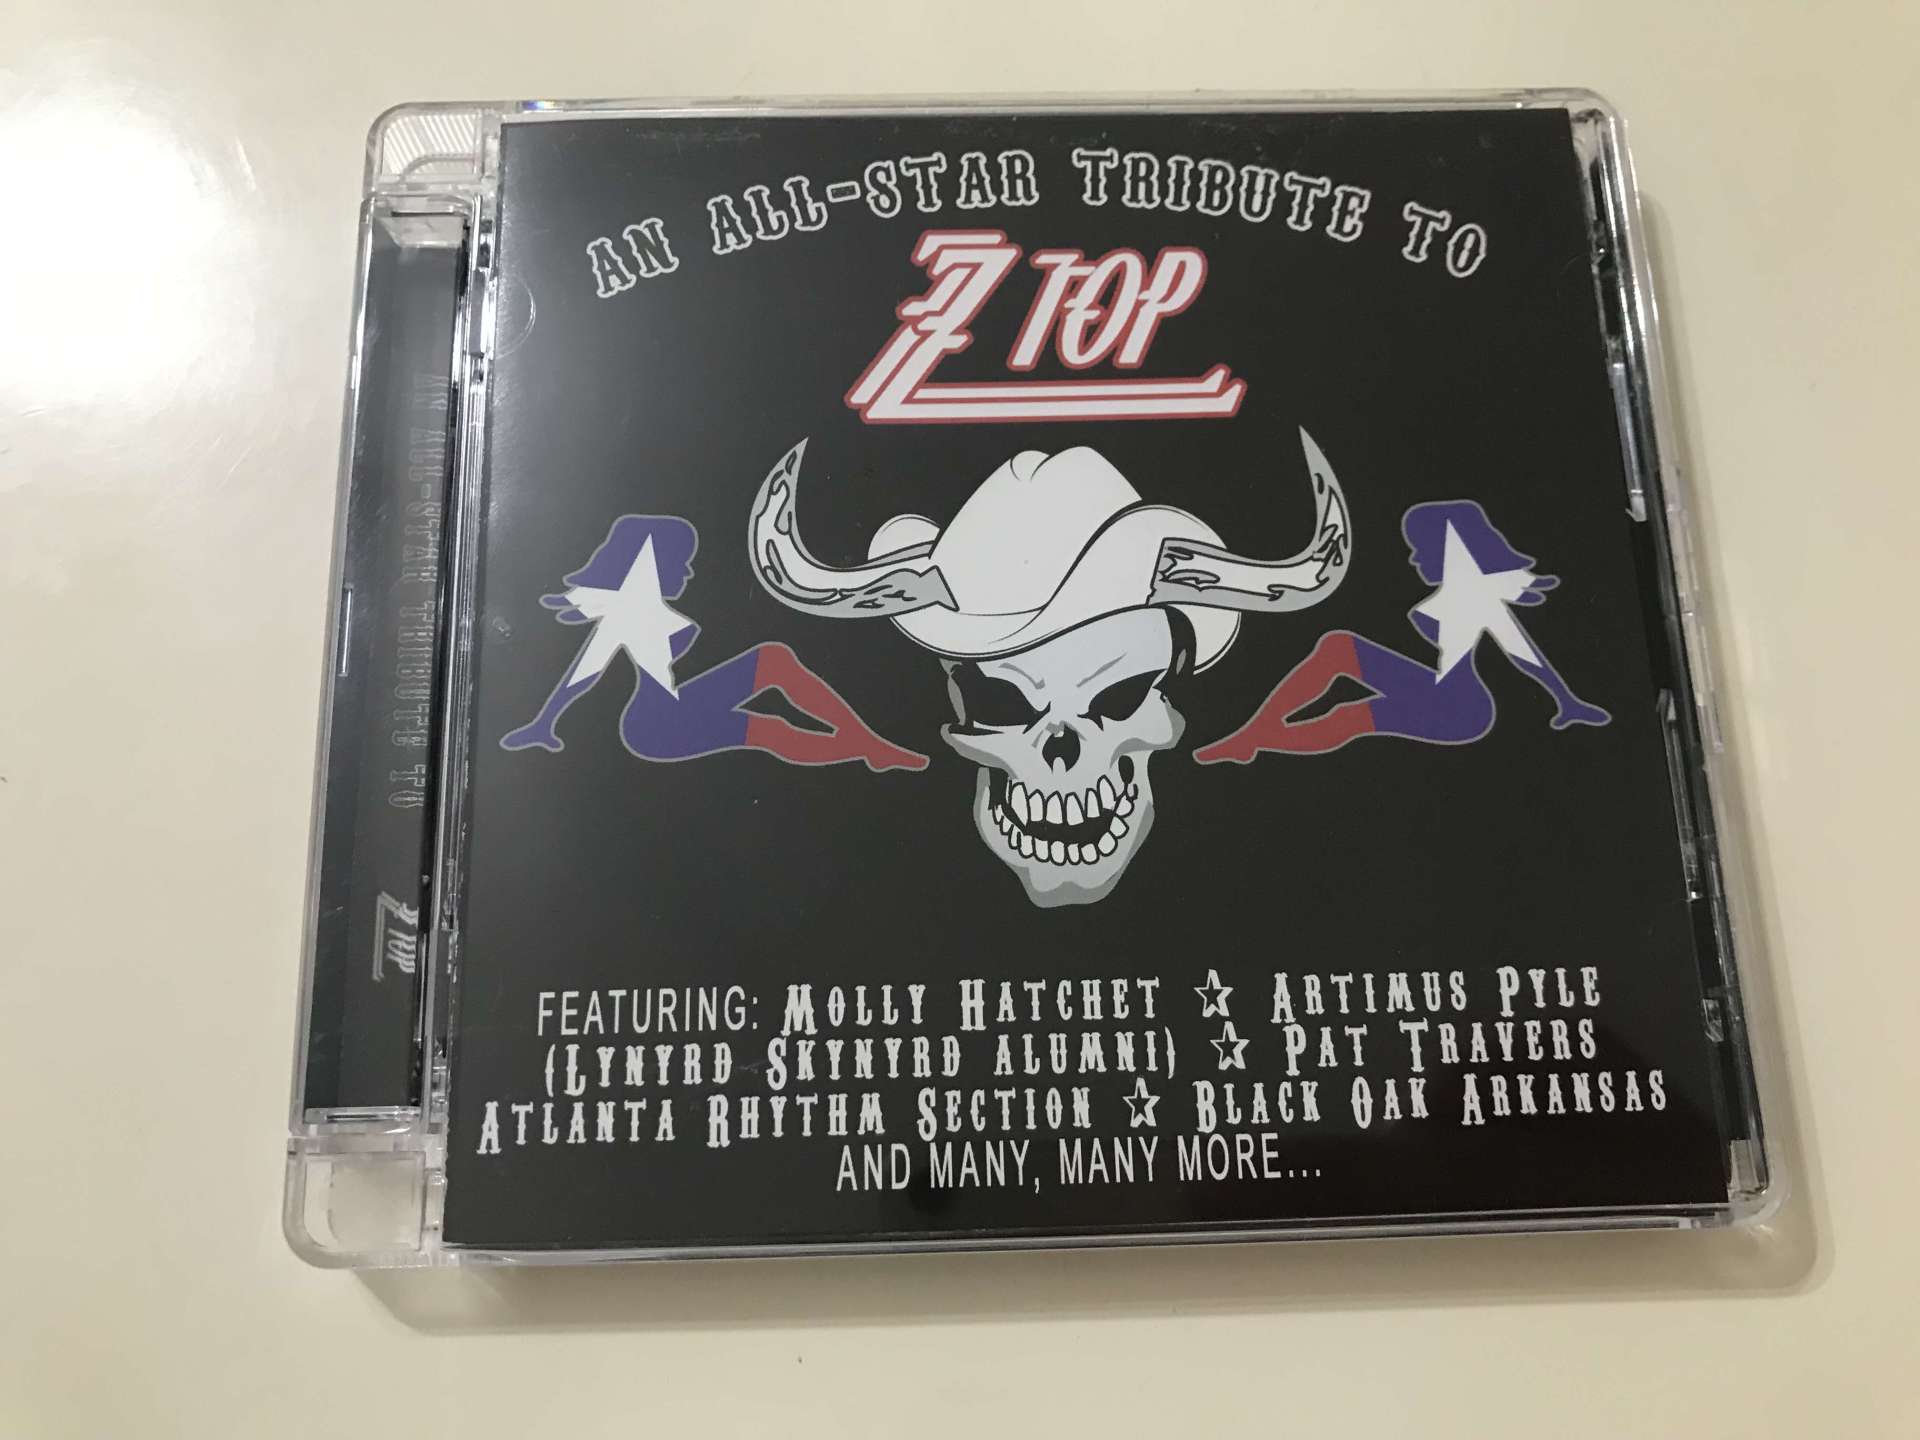 AN ALL-STAR TRIBUTE TO
ZZ TOP
FEATURING: MOLLY HATCHET ☆ ARTIMUS PYLE
(LYNYRD SKYNYRD ALUMNI) ☆ PAT TRAVERS
ATLANTA RHYTHM SECTION ☆ BLACK OAK ARKANSAS
AND MANY, MANY MORE...
AN ALL-STAR TRIBUTE TO
ZZ TOP